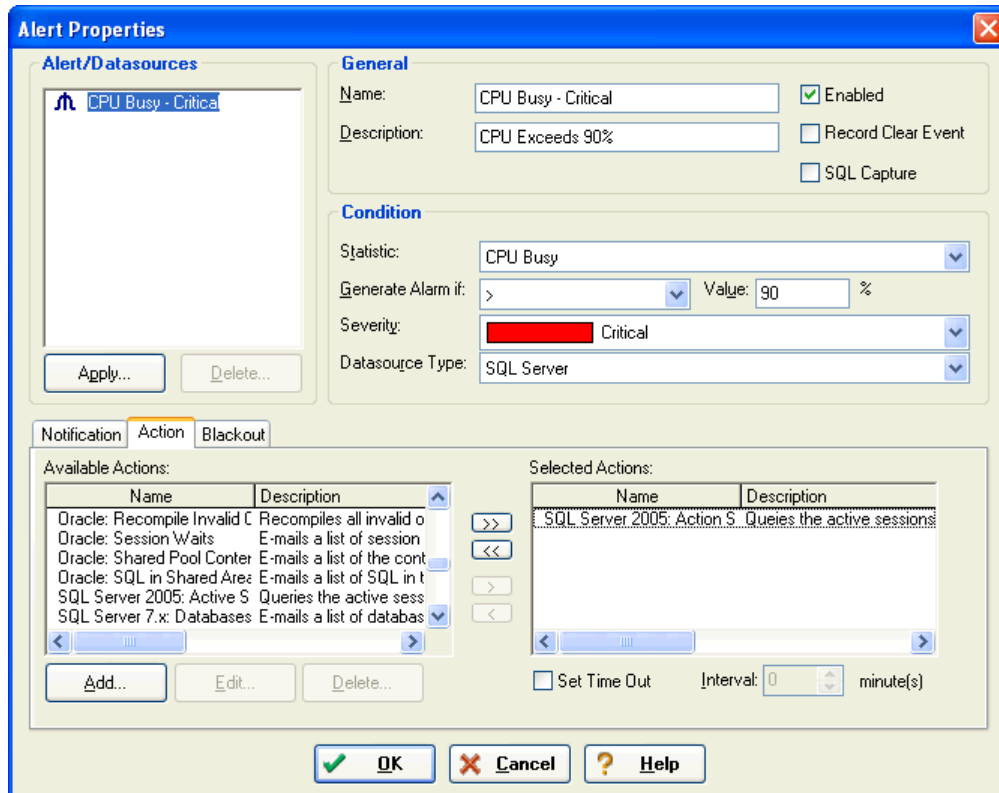 Alert Properties
Alert/Datasources
CPU Busy - Critical
Apply...
Delete...
General
Name: CPU Busy - Critical
Enabled
Description: CPU Exceeds 90%
Record Clear Event
SQL Capture
Condition
Statistic: CPU Busy
Generate Alarm if: > Value: 90 %
Severity: Critical
Datasource Type: SQL Server
Notification Action Blackout
Available Actions:
Name Description
Oracle: Recompile Invalid C Recompiles all invalid o
Oracle: Session Waits E-mails a list of session
Oracle: Shared Pool Conter E-mails a list of the cont
Oracle: SQL in Shared Area E-mails a list of SQL in t
SQL Server 2005: Active S Queries the active sess
SQL Server 7.x: Databases E-mails a list of databas
Add... Edit... Delete...
>>
<<
>
<
Selected Actions:
Name Description
SQL Server 2005: Action S Queies the active sessions
Set Time Out Interval: 0 minute(s)
OK Cancel ? Help